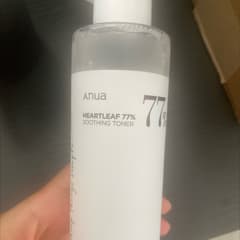 Anua
HEARTLEAF 77%
SOOTHING TONER
77%